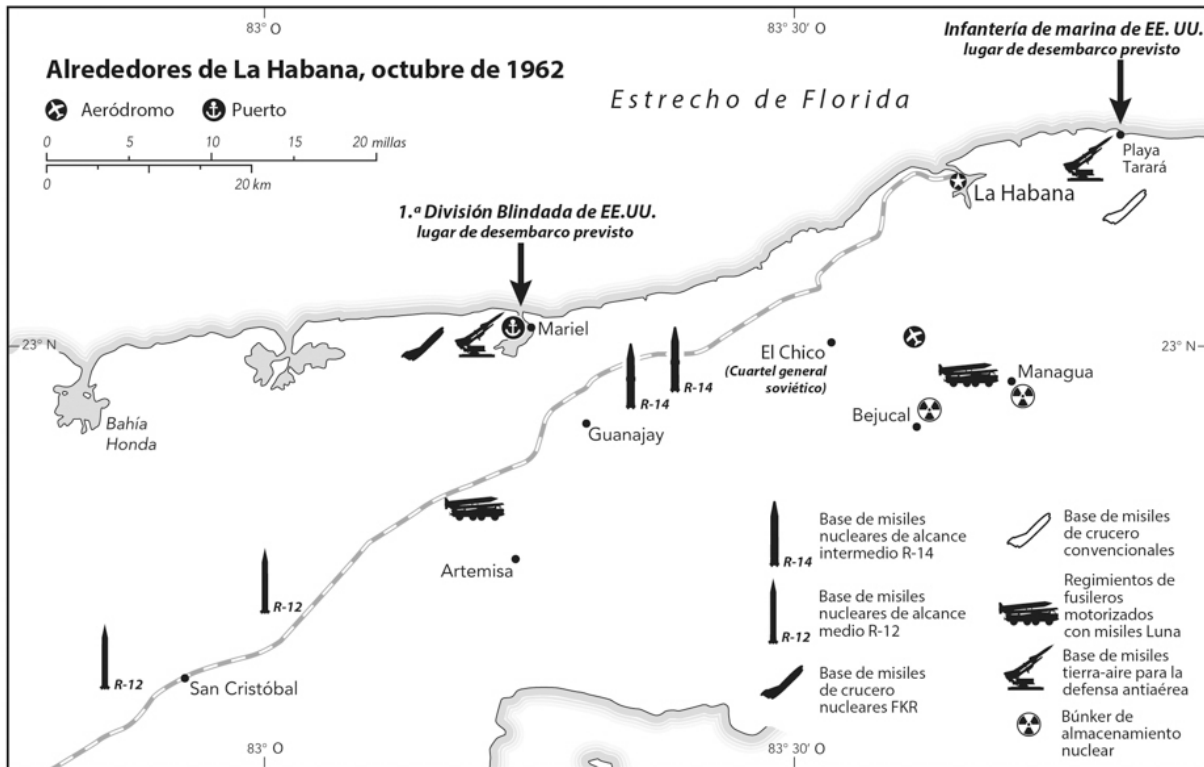 83° O
83° 30' O
Infantería de marina de EE. UU.
lugar de desembarco previsto
Alrededores de La Habana, octubre de 1962
Aeródromo
Puerto
0 5 10 15 20 millas
0 20 km
Estrecho de Florida
Playa
Tarará
La Habana
1.ª División Blindada de EE.UU.
lugar de desembarco previsto
Mariel
23° N
23° N
El Chico
(Cuartel general
soviético)
R-14
R-14
Managua
Bejucal
Bahía
Honda
Guanajay
Artemisa
R-12
R-12
San Cristóbal
R-14
Base de misiles
nucleares de alcance
intermedio R-14
R-12
Base de misiles
nucleares de alcance
medio R-12
Base de misiles
de crucero
nucleares FKR
Base de misiles
de crucero
convencionales
Regimientos de
fusileros
motorizados
con misiles Luna
Base de misiles
tierra-aire para la
defensa antiaérea
Búnker de
almacenamiento
nuclear
83° O
83° 30' O